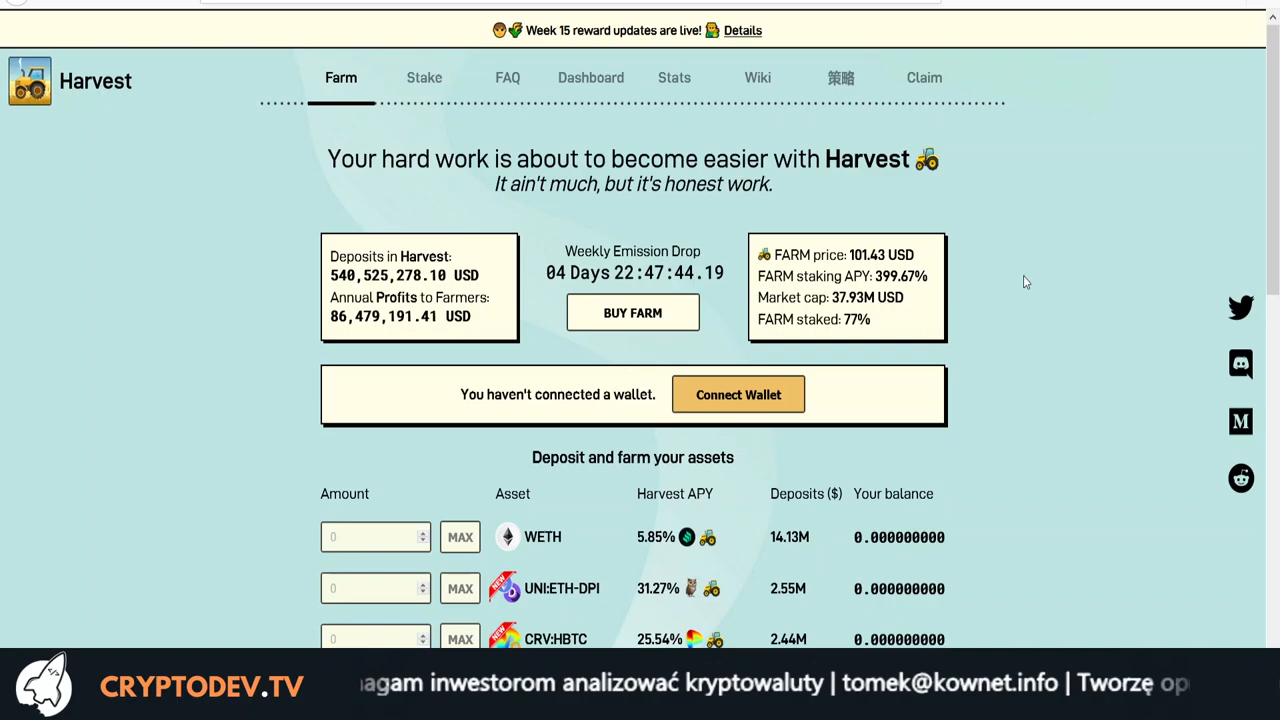 Week 15 reward updates are live! Details
Harvest
Farm Stake FAQ Dashboard Stats Wiki 策略 Claim
Your hard work is about to become easier with Harvest
It ain't much, but it's honest work.
Deposits in Harvest:
540,525,278.10 USD
Annual Profits to Farmers:
86,479,191.41 USD
Weekly Emission Drop
04 Days 22:47:44.19
BUY FARM
FARM price: 101.43 USD
FARM staking APY: 399.67%
Market cap: 37.93M USD
FARM staked: 77%
You haven't connected a wallet. Connect Wallet
Deposit and farm your assets
Amount Asset Harvest APY Deposits ($) Your balance
0 MAX WETH 5.85% 14.13M 0.000000000
0 MAX NEW UNI:ETH-DPI 31.27% 2.55M 0.000000000
0 MAX NEW CRV:HBTC 25.54% 2.44M 0.000000000
CRYPTODEV.TV
agam inwestorom analizować kryptowaluty | tomek@kownet.info | Tworzę op